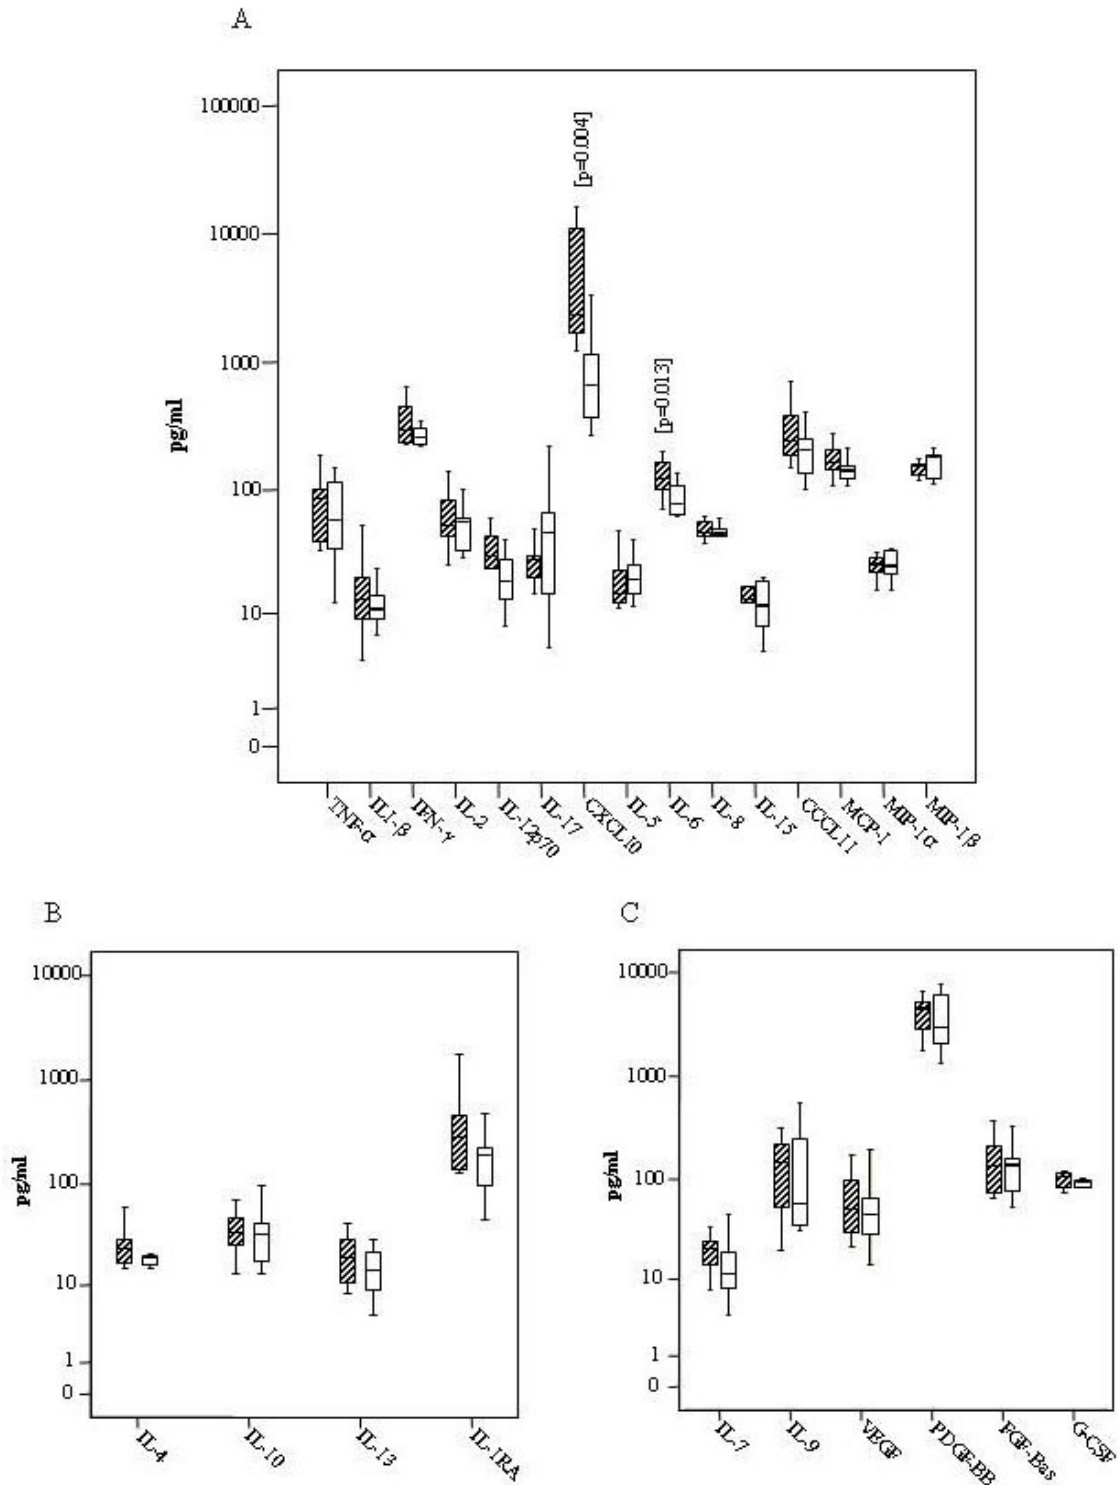 A
100000
10000
1000
100
10
1
0
pg/ml
[p=0.004]
[p=0.013]
TNF-α
IL1-β
IFN-γ
IL-2
IL-12p70
IL-17
CXCL10
IL-5
IL-6
IL-8
IL-15
CCCL11
MCP-1
MIP-1α
MIP-1β
B
10000
1000
100
10
1
0
pg/ml
IL-4
IL-10
IL-13
IL-1RA
C
10000
1000
100
10
1
0
pg/ml
IL-7
IL-9
VEGF
PDGF-BB
FGF-Bas
G-CSF